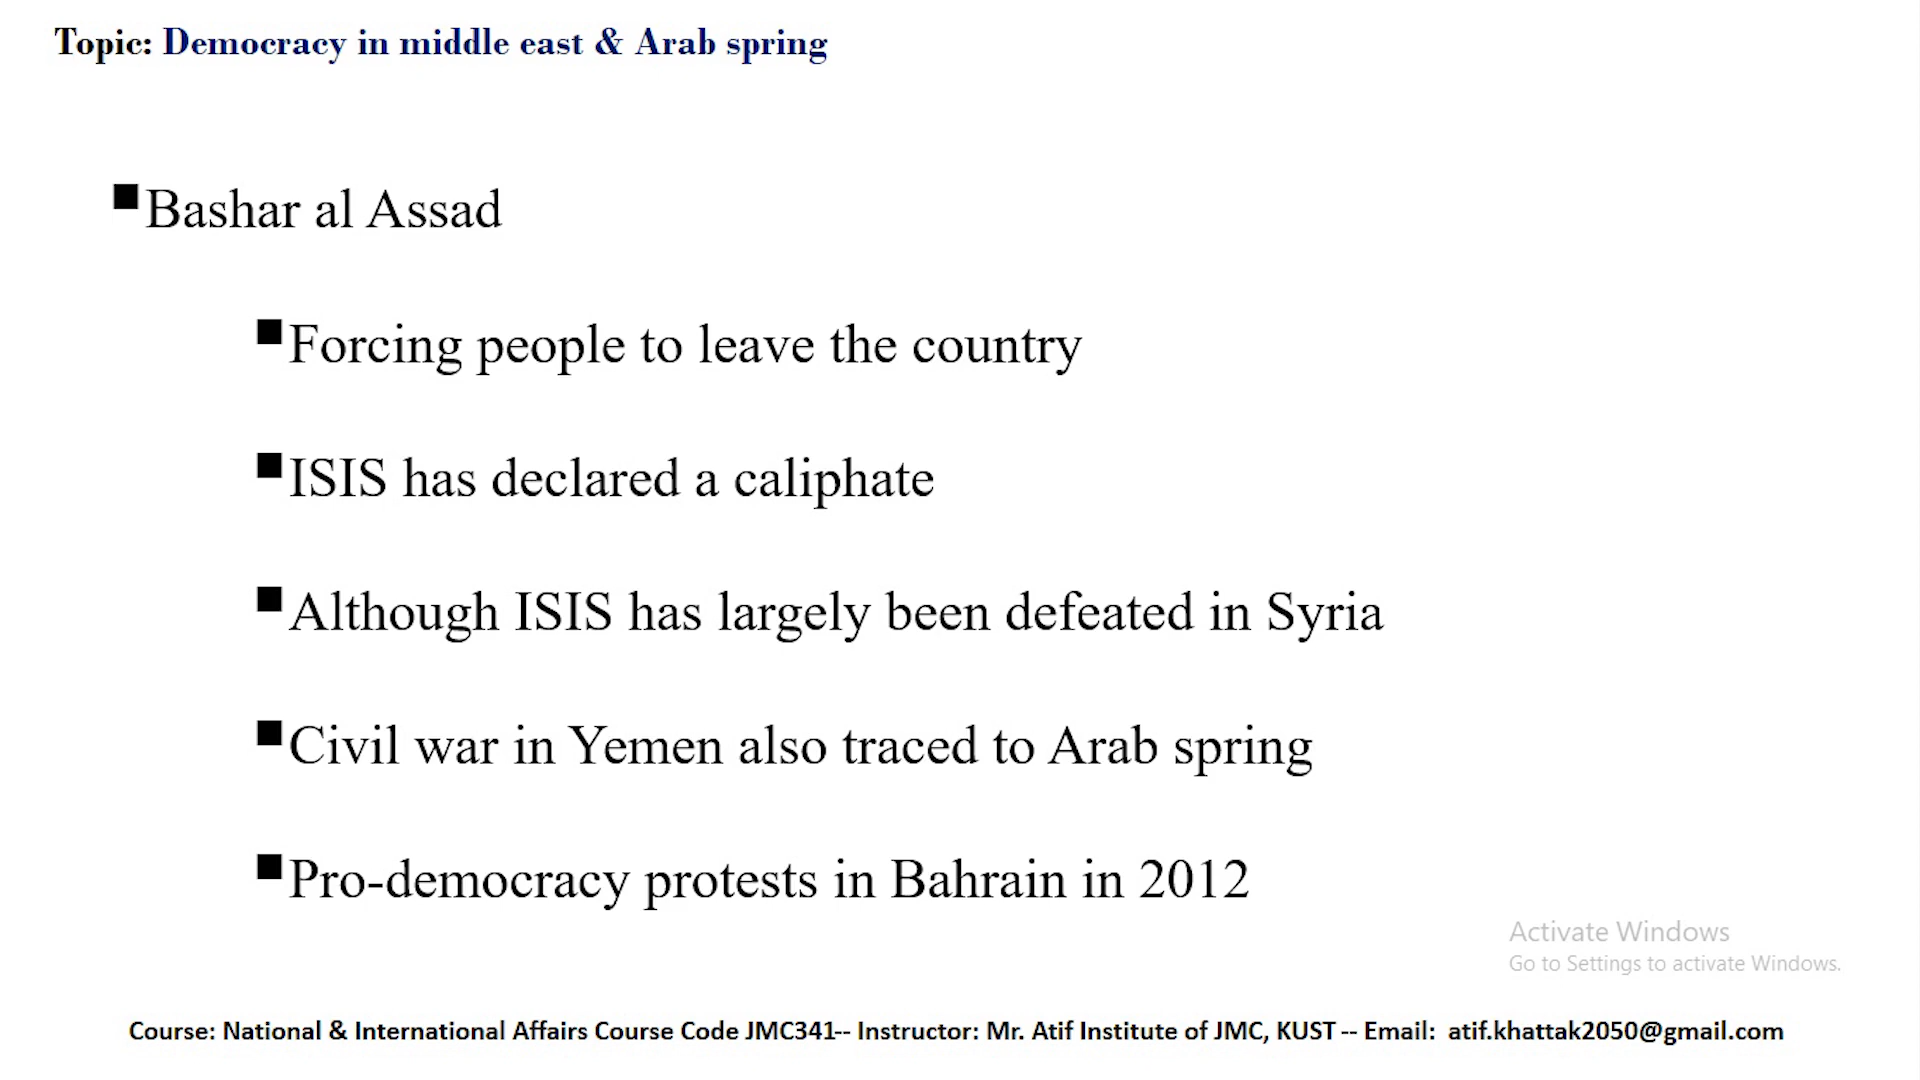 Topic: Democracy in middle east & Arab spring
Bashar al Assad
Forcing people to leave the country
ISIS has declared a caliphate
Although ISIS has largely been defeated in Syria
Civil war in Yemen also traced to Arab spring
Pro-democracy protests in Bahrain in 2012
Activate Windows
Go to Settings to activate Windows.
Course: National & International Affairs Course Code JMC341-- Instructor: Mr. Atif Institute of JMC, KUST -- Email: atif.khattak2050@gmail.com